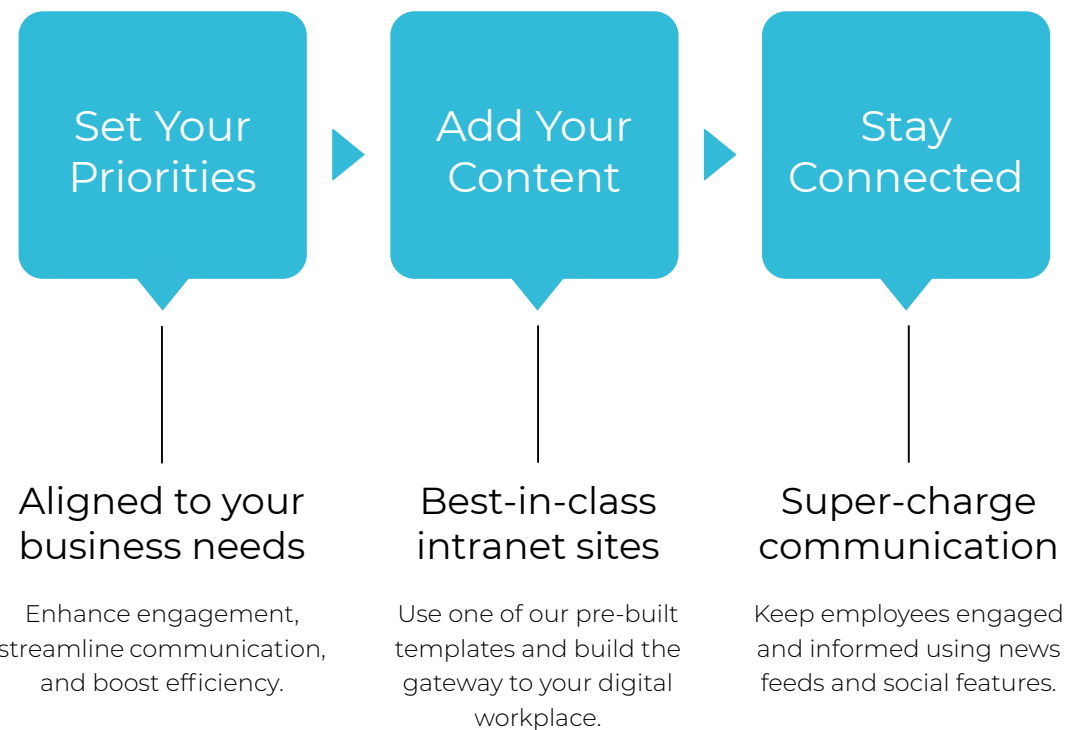 Set Your
Priorities
Add Your
Content
Stay
Connected
Aligned to your
business needs
Enhance engagement,
streamline communication,
and boost efficiency.
Best-in-class
intranet sites
Use one of our pre-built
templates and build the
gateway to your digital
workplace.
Super-charge
communication
Keep employees engaged
and informed using news
feeds and social features.